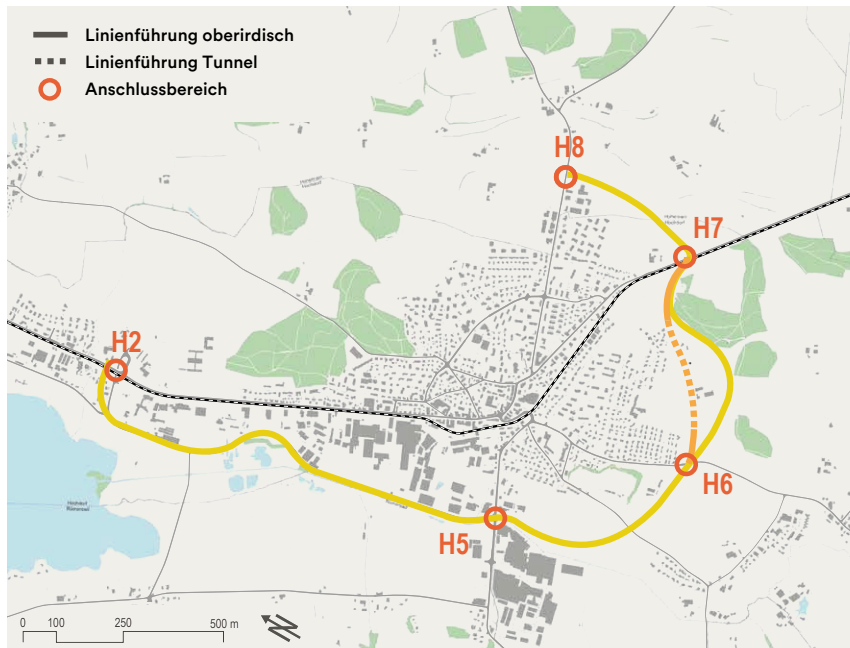 Linienführung oberirdisch
Linienführung Tunnel
Anschlussbereich
H8
H7
H2
H6
H5
0 100 250 500 m